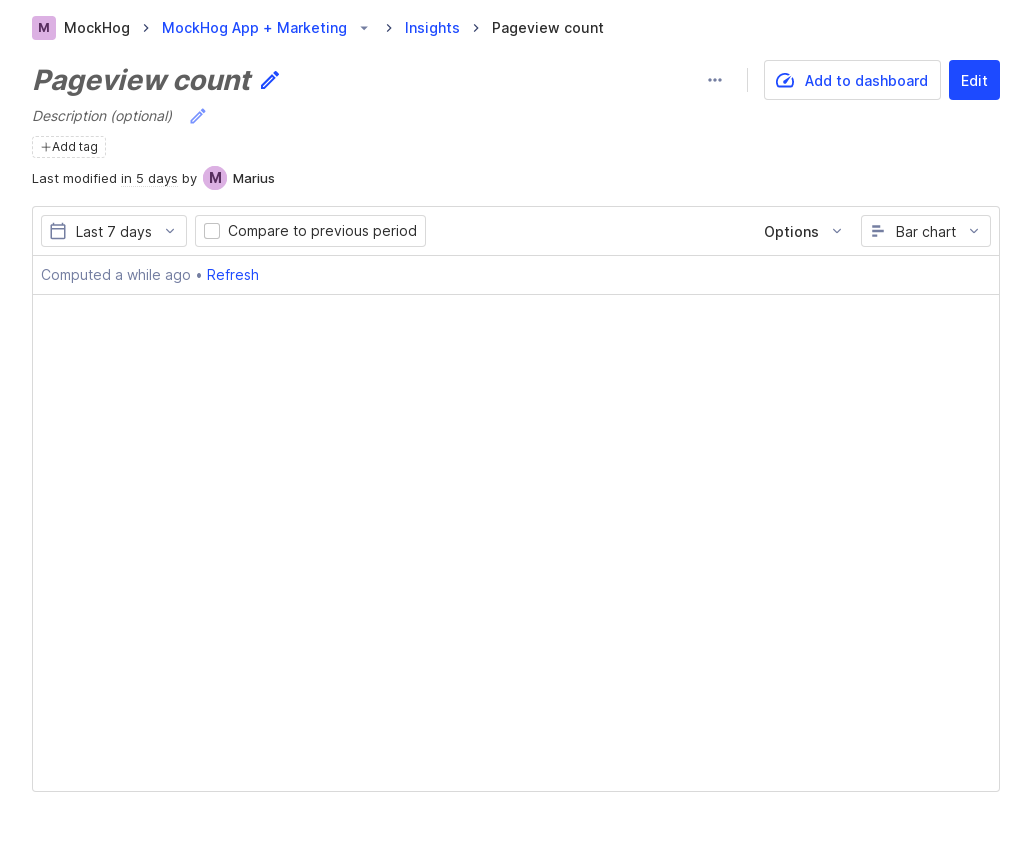 M MockHog MockHog App + Marketing Insights Pageview count
Pageview count
Add to dashboard Edit
Description (optional)
+Add tag
Last modified in 5 days by M Marius
Last 7 days Compare to previous period Options Bar chart
Computed a while ago • Refresh